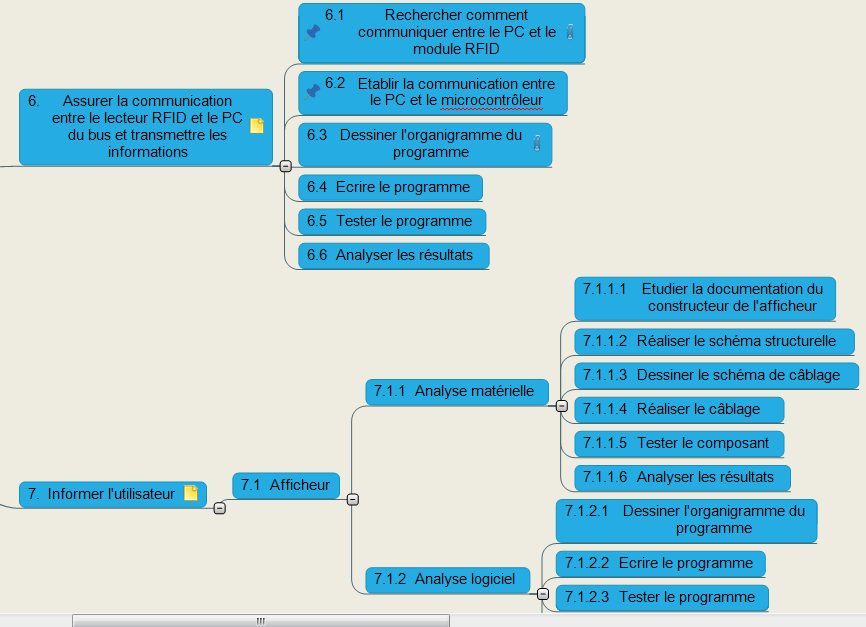 6.1 Rechercher comment
communiquer entre le PC et le
module RFID
6.2 Etablir la communication entre
le PC et le microcontrôleur
6. Assurer la communication
entre le lecteur RFID et le PC
du bus et transmettre les
informations
6.3 Dessiner l'organigramme du
programme
6.4 Ecrire le programme
6.5 Tester le programme
6.6 Analyser les résultats
7.1.1.1 Etudier la documentation du
constructeur de l'afficheur
7.1.1.2 Réaliser le schéma structurelle
7.1.1.3 Dessiner le schéma de câblage
7.1.1 Analyse matérielle
7.1.1.4 Réaliser le câblage
7.1.1.5 Tester le composant
7.1.1.6 Analyser les résultats
7. Informer l'utilisateur
7.1 Afficheur
7.1.2.1 Dessiner l'organigramme du
programme
7.1.2.2 Ecrire le programme
7.1.2 Analyse logiciel
7.1.2.3 Tester le programme